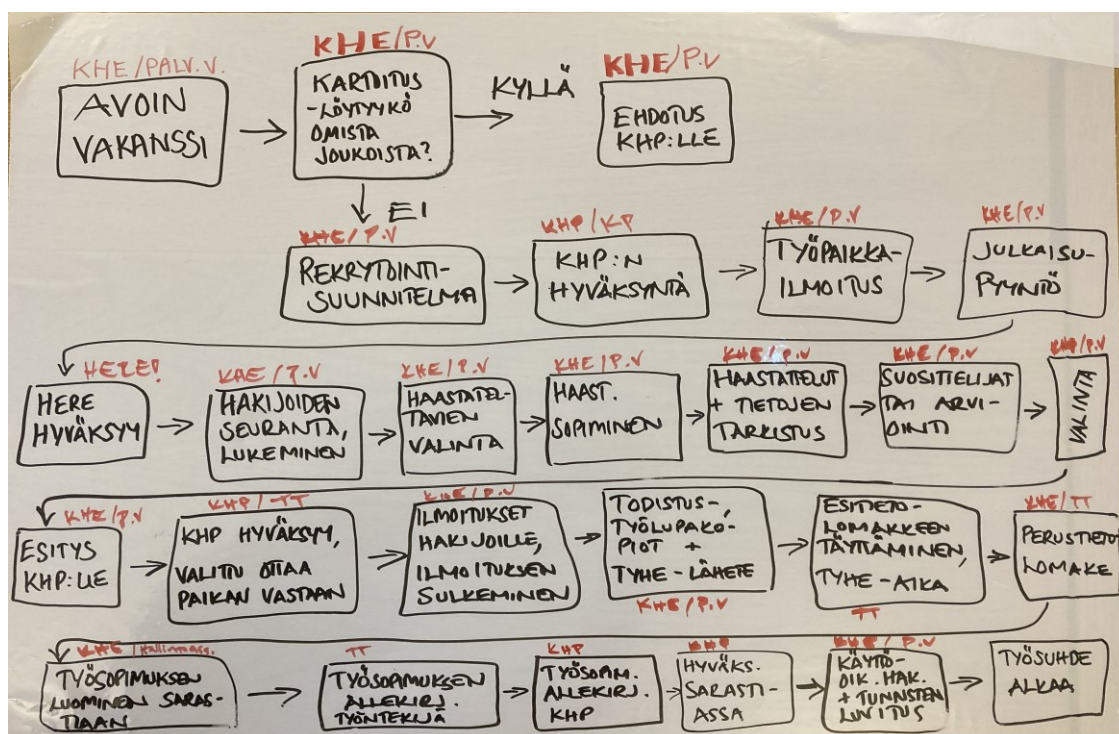 KHE/PALV.V.
AVOIN
VAKANSSI
KHE/P.V
KARTOITUS
-LÖYTYYKÖ
OMISTA
JOUKOISTA?
KYLLÄ
KHE/P.V
EHDOTUS
KHP:LLE
EI
KHE/P.V
REKRYTOINTI-
SUUNNITELMA
KHP/KP
KHP:N
HYVÄKSYNTÄ
KHE/P.V
TYÖPAIKKA-
ILMOITUS
KHE/P.V
JULKAISU-
PYYNTÖ
HERE!
HERE
HYVÄKSYY
KHE/P.V
HAKIJOIDEN
SEURANTA,
LUKEMINEN
KHE/P.V
HAASTATEL-
TAVIEN
VALINTA
KHE/P.V
HAAST.
SOPIMINEN
KHE/P.V
HAASTATTELUT
+ TIETOJEN
TARKISTUS
KHE/P.V
SUOSITTELIJAT
TAI ARVI-
OINTI
KHP/P.V
VALINTA
KHE/P.V
ESITYS
KHP:LLE
KHP/TT
KHP HYVÄKSYY,
VALITTU OTTAA
PAIKAN VASTAAN
KHE/P.V
ILMOITUKSET
HAKIJOILLE,
ILMOITUKSEN
SULKEMINEN
TODISTUS-,
TYÖLUPAKO-
PIOT +
TYHE-LÄHETE
KHE/P.V
ESITIETO-
LOMAKKEEN
TÄYTTÄMINEN,
TYHE-AIKA
TT
KHE/TT
PERUSTIETO
LOMAKE
KHE
TYÖSOPIMUKSEN
LUOMINEN SARAS-
TIAAN
TT
TYÖSOPIMUKSEN
ALLEKIRJ.
TYÖNTEKIJÄ
KHP
TYÖSOPIM.
ALLEKIRJ.
KHP
KHP
HYVÄKS.
SARASTI-
ASSA
KHE/P.V
KÄYTTÖ-
OIK. HAK.
+ TUNNUSTEN
LUVITUS
TYÖSUHDE
ALKAA